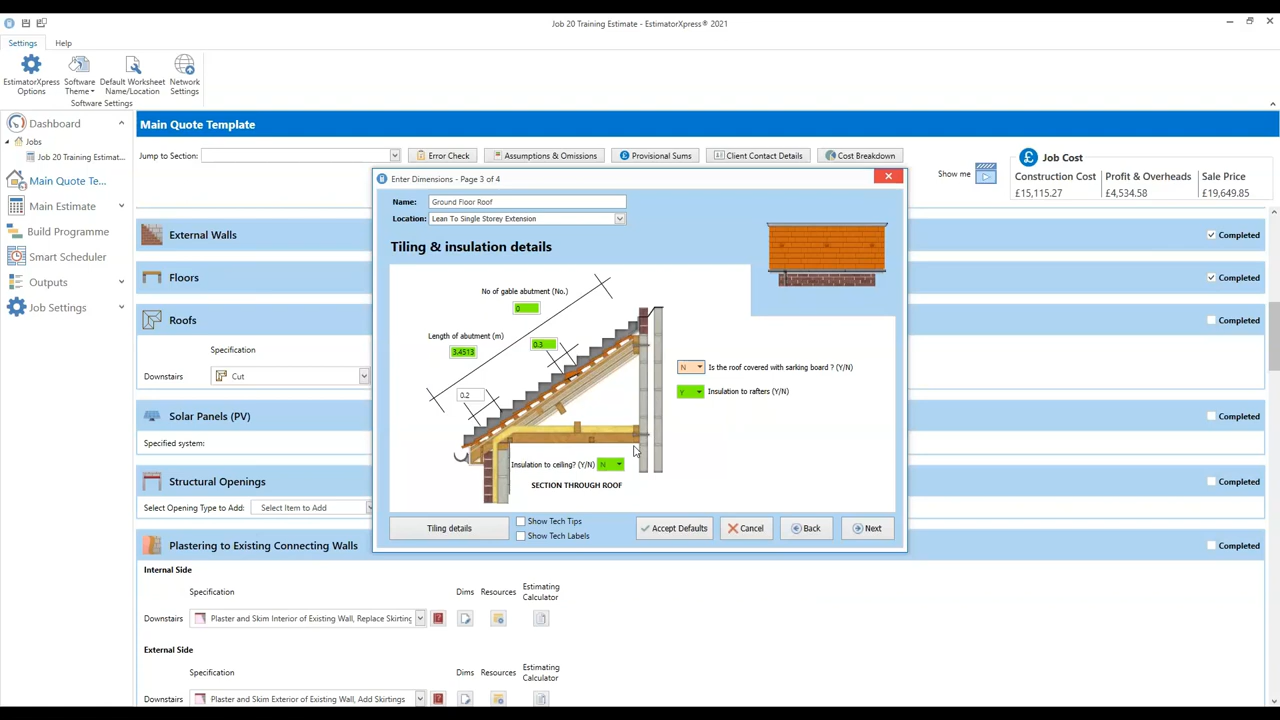 Job 20 Training Estimate - EstimatorXpress® 2021
Settings Help
EstimatorXpress Options
Software Theme
Default Worksheet Name/Location
Network Settings
Software Settings
Dashboard
Jobs
Job 20 Training Estimat...
Main Quote Te...
Main Estimate
Build Programme
Smart Scheduler
Outputs
Job Settings
Main Quote Template
Jump to Section: Error Check Assumptions & Omissions Provisional Sums Client Contact Details Cost Breakdown
Show me
Job Cost
Construction Cost Profit & Overheads Sale Price
£15,115.27 £4,534.58 £19,649.85
External Walls Completed
Floors Completed
Roofs Completed
Specification
Downstairs Cut
Solar Panels (PV) Completed
Specified system:
Structural Openings Completed
Select Opening Type to Add: Select Item to Add
Plastering to Existing Connecting Walls Completed
Internal Side
Specification Dims Resources Estimating Calculator
Downstairs Plaster and Skim Interior of Existing Wall, Replace Skirting
External Side
Specification Dims Resources Estimating Calculator
Downstairs Plaster and Skim Exterior of Existing Wall, Add Skirtings
Enter Dimensions - Page 3 of 4
Name: Ground Floor Roof
Location: Lean To Single Storey Extension
Tiling & insulation details
No of gable abutment (No.)
0
Length of abutment (m)
3.4513
0.3
0.2
N Is the roof covered with sarking board ? (Y/N)
Y Insulation to rafters (Y/N)
Insulation to ceiling? (Y/N) N
SECTION THROUGH ROOF
Tiling details
Show Tech Tips
Show Tech Labels
Accept Defaults Cancel Back Next